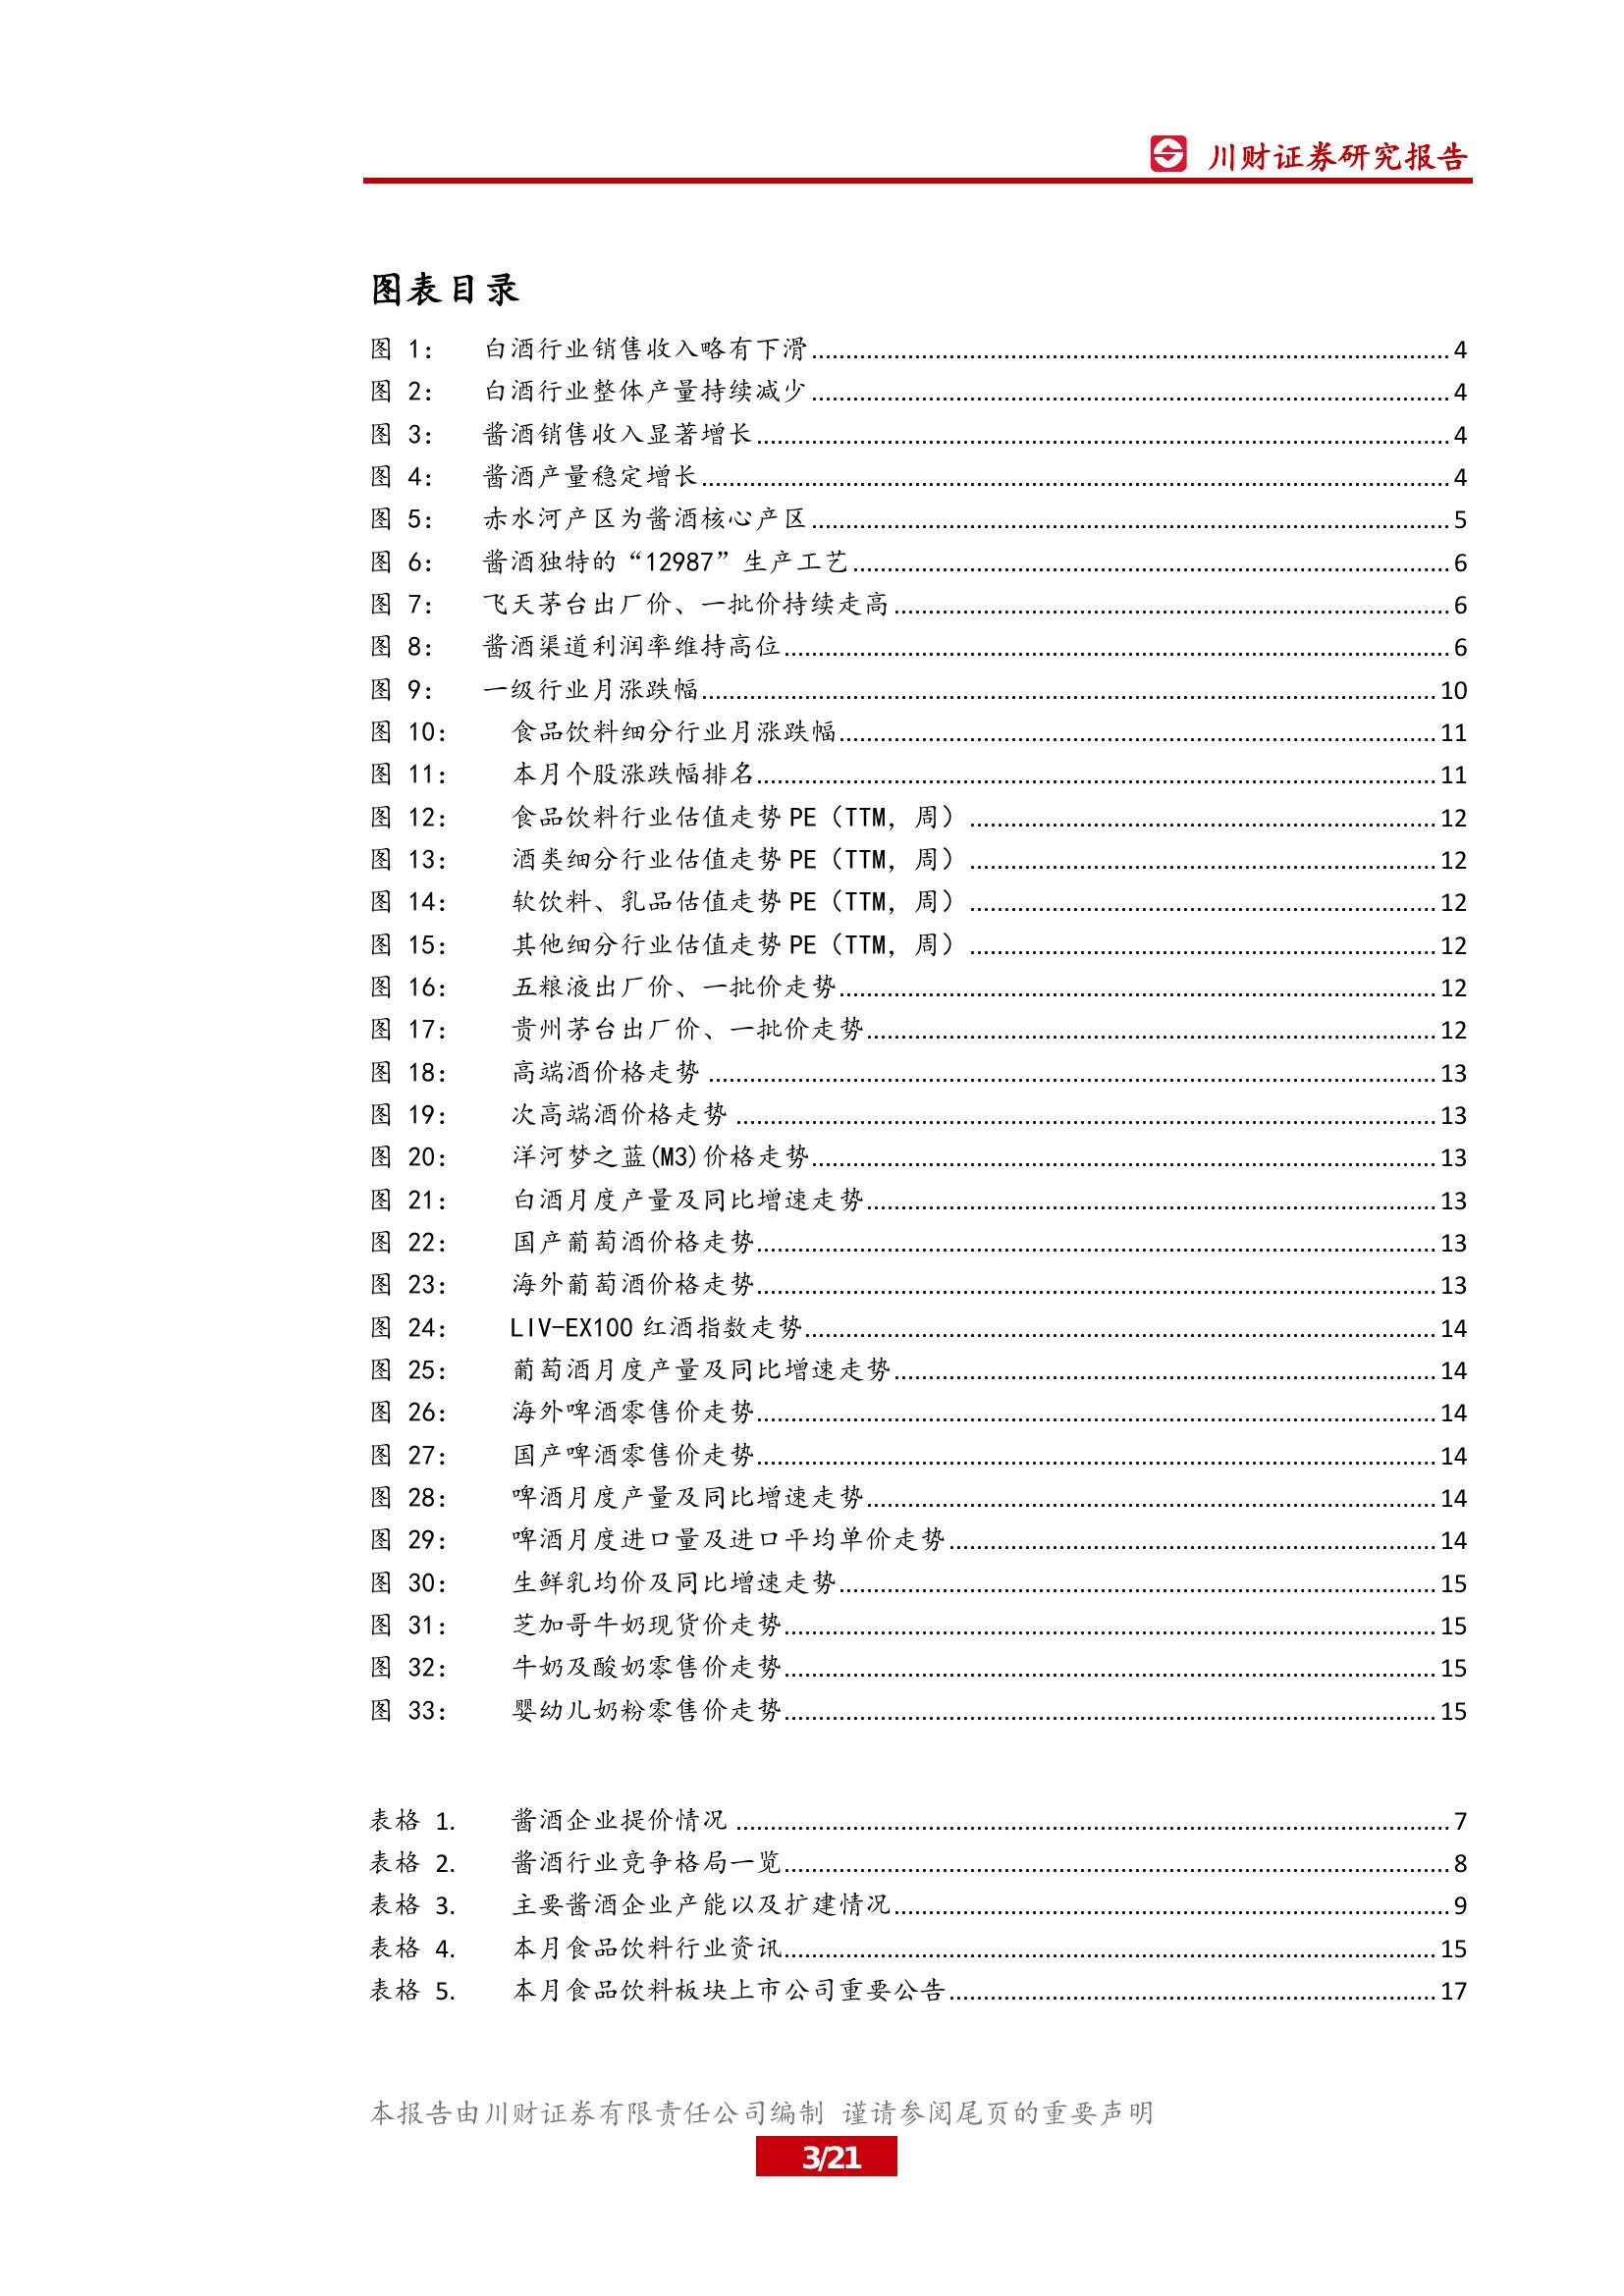 川财证券研究报告
图表目录
图 1： 白酒行业销售收入略有下滑 4
图 2： 白酒行业整体产量持续减少 4
图 3： 酱酒销售收入显著增长 4
图 4： 酱酒产量稳定增长 4
图 5： 赤水河产区为酱酒核心产区 5
图 6： 酱酒独特的“12987”生产工艺 6
图 7： 飞天茅台出厂价、一批价持续走高 6
图 8： 酱酒渠道利润率维持高位 6
图 9： 一级行业月涨跌幅 10
图 10： 食品饮料细分行业月涨跌幅 11
图 11： 本月个股涨跌幅排名 11
图 12： 食品饮料行业估值走势 PE（TTM，周） 12
图 13： 酒类细分行业估值走势 PE（TTM，周） 12
图 14： 软饮料、乳品估值走势 PE（TTM，周） 12
图 15： 其他细分行业估值走势 PE（TTM，周） 12
图 16： 五粮液出厂价、一批价走势 12
图 17： 贵州茅台出厂价、一批价走势 12
图 18： 高端酒价格走势 13
图 19： 次高端酒价格走势 13
图 20： 洋河梦之蓝(M3)价格走势 13
图 21： 白酒月度产量及同比增速走势 13
图 22： 国产葡萄酒价格走势 13
图 23： 海外葡萄酒价格走势 13
图 24： LIV-EX100 红酒指数走势 14
图 25： 葡萄酒月度产量及同比增速走势 14
图 26： 海外啤酒零售价走势 14
图 27： 国产啤酒零售价走势 14
图 28： 啤酒月度产量及同比增速走势 14
图 29： 啤酒月度进口量及进口平均单价走势 14
图 30： 生鲜乳均价及同比增速走势 15
图 31： 芝加哥牛奶现货价走势 15
图 32： 牛奶及酸奶零售价走势 15
图 33： 婴幼儿奶粉零售价走势 15
表格 1. 酱酒企业提价情况 7
表格 2. 酱酒行业竞争格局一览 8
表格 3. 主要酱酒企业产能以及扩建情况 9
表格 4. 本月食品饮料行业资讯 15
表格 5. 本月食品饮料板块上市公司重要公告 17
本报告由川财证券有限责任公司编制 谨请参阅尾页的重要声明
3/21